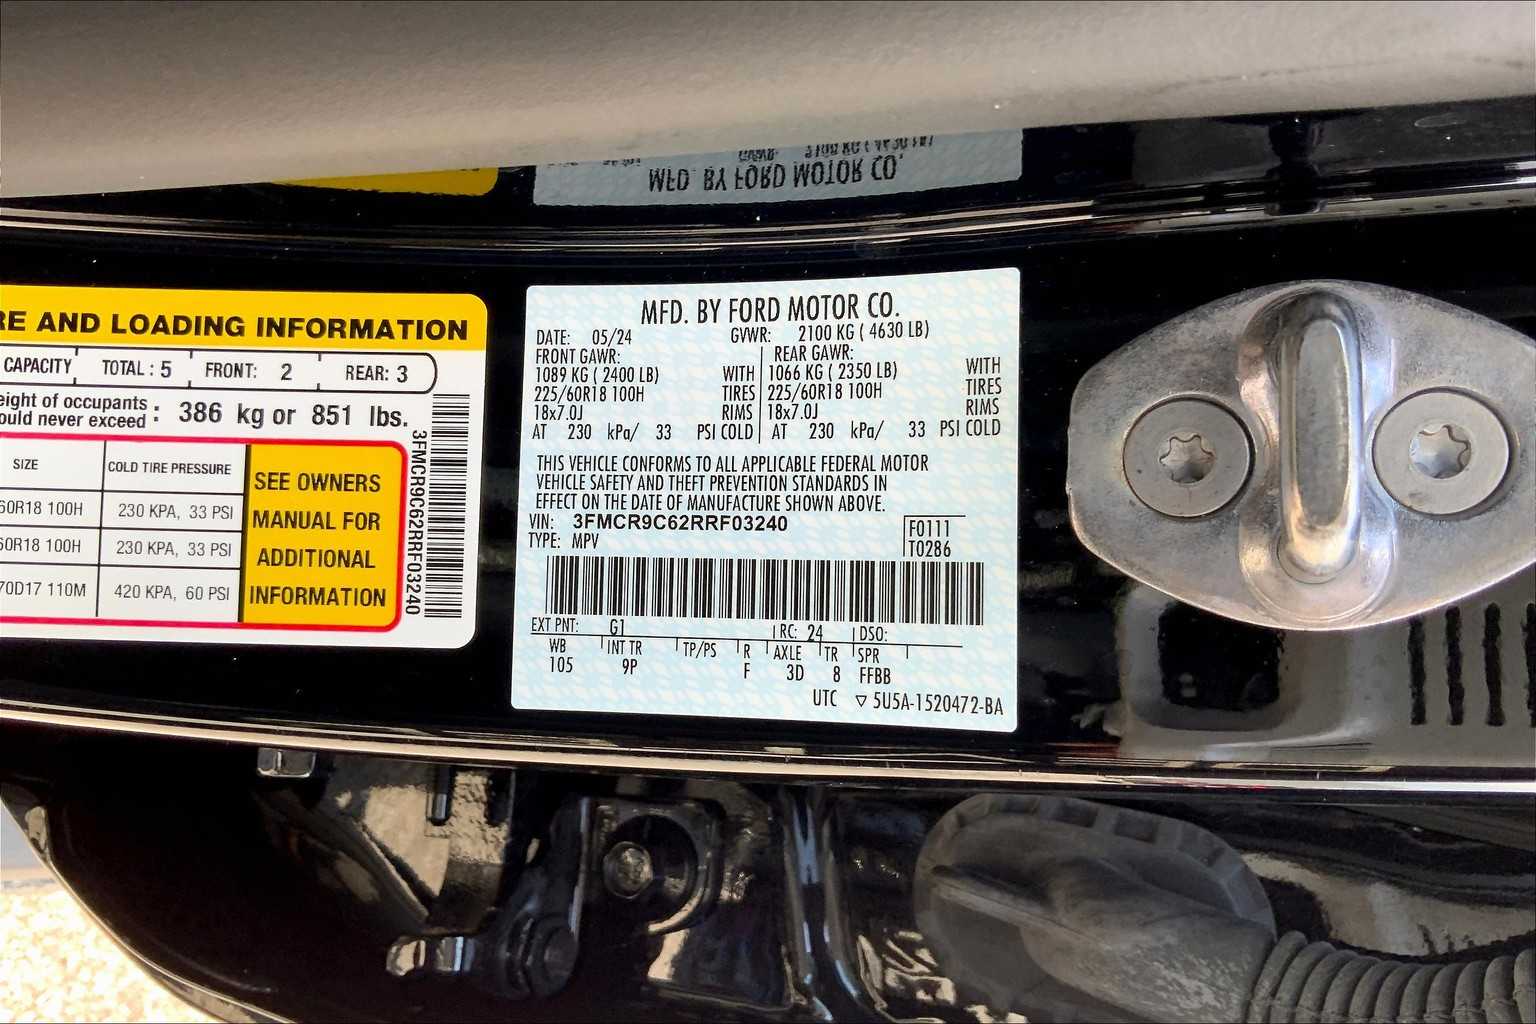 RE AND LOADING INFORMATION
CAPACITY TOTAL : 5 FRONT: 2 REAR: 3
eight of occupants
ould never exceed : 386 kg or 851 lbs.
SIZE COLD TIRE PRESSURE
60R18 100H 230 KPA, 33 PSI
60R18 100H 230 KPA, 33 PSI
70D17 110M 420 KPA, 60 PSI
SEE OWNERS
MANUAL FOR
ADDITIONAL
INFORMATION
3FMCR9C62RRF03240
MFD. BY FORD MOTOR CO.
MFD. BY FORD MOTOR CO.
DATE: 05/24 GVWR: 2100 KG ( 4630 LB)
FRONT GAWR: REAR GAWR:
1089 KG ( 2400 LB) WITH 1066 KG ( 2350 LB) WITH
225/60R18 100H TIRES 225/60R18 100H TIRES
18x7.0J RIMS 18x7.0J RIMS
AT 230 kPa/ 33 PSI COLD AT 230 kPa/ 33 PSI COLD
THIS VEHICLE CONFORMS TO ALL APPLICABLE FEDERAL MOTOR
VEHICLE SAFETY AND THEFT PREVENTION STANDARDS IN
EFFECT ON THE DATE OF MANUFACTURE SHOWN ABOVE.
VIN: 3FMCR9C62RRF03240 F0111
TYPE: MPV T0286
EXT PNT: G1 RC: 24 DSO:
WB INT TR TP/PS R AXLE TR SPR
105 9P F 3D 8 FFBB
UTC ▽ 5U5A-1520472-BA